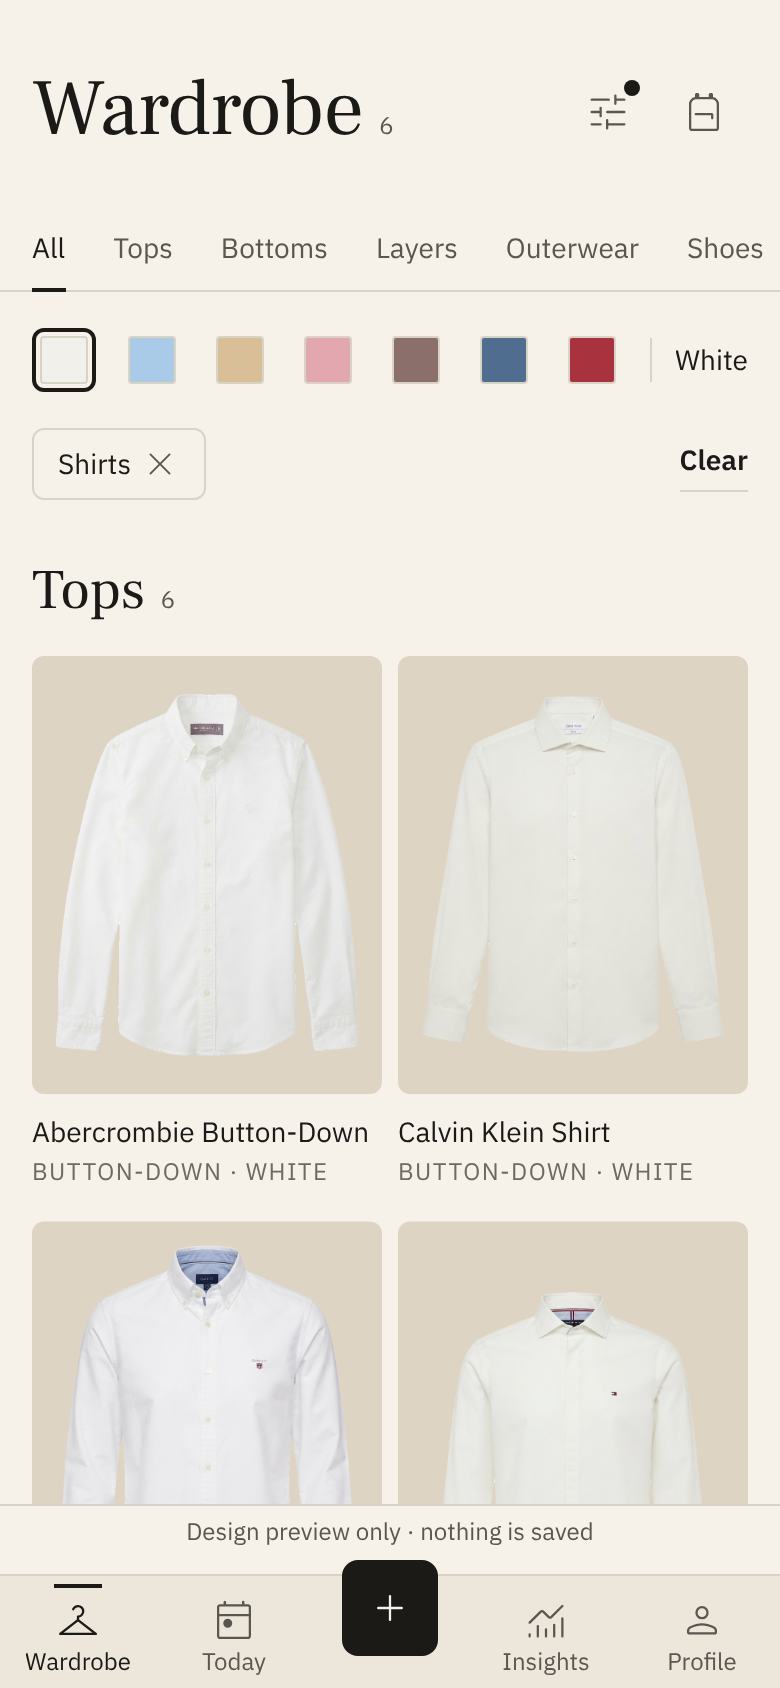 Wardrobe 6
All Tops Bottoms Layers Outerwear Shoes
White
Shirts Clear
Tops 6
Abercrombie Button-Down
BUTTON-DOWN · WHITE
Calvin Klein Shirt
BUTTON-DOWN · WHITE
Design preview only · nothing is saved
Wardrobe Today Insights Profile